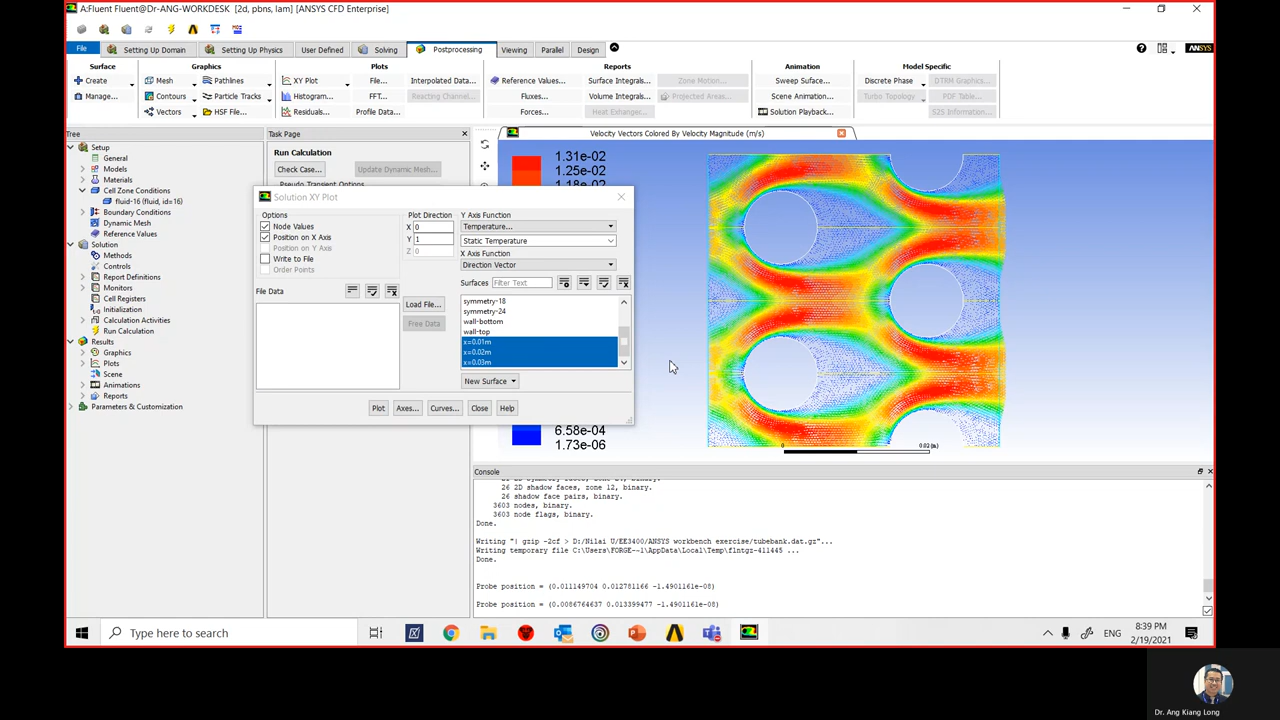 A:Fluent Fluent@Dr-ANG-WORKDESK [2d, pbns, lam] [ANSYS CFD Enterprise]
File Setting Up Domain Setting Up Physics User Defined Solving Postprocessing Viewing Parallel Design ANSYS
Surface Graphics Plots Reports Animation Model Specific
Create Mesh Pathlines XY Plot File... Interpolated Data... Reference Values... Surface Integrals... Zone Motion... Sweep Surface... Discrete Phase DTRM Graphics...
Manage... Contours Particle Tracks Histogram... FFT... Reacting Channel... Fluxes... Volume Integrals... Projected Areas... Scene Animation... Turbo Topology PDF Table...
Vectors HSF File... Residuals... Profile Data... Forces... Heat Exchanger... Solution Playback... S2S Information...
Tree
Setup
General
Models
Materials
Cell Zone Conditions
fluid-16 (fluid, id=16)
Boundary Conditions
Dynamic Mesh
Reference Values
Solution
Methods
Controls
Report Definitions
Monitors
Cell Registers
Initialization
Calculation Activities
Run Calculation
Results
Graphics
Plots
Scene
Animations
Reports
Parameters & Customization
Task Page
Run Calculation
Check Case... Update Dynamic Mesh...
Pseudo Transient Options
Solution XY Plot
Options
Node Values
Position on X Axis
Position on Y Axis
Write to File
Order Points
Plot Direction
X 0
Y 1
Z 0
Y Axis Function
Temperature...
Static Temperature
X Axis Function
Direction Vector
File Data
Load File...
Free Data
Surfaces Filter Text
symmetry-18
symmetry-24
wall-bottom
wall-top
x=0.01m
x=0.02m
x=0.03m
New Surface
Plot Axes... Curves... Close Help
Velocity Vectors Colored By Velocity Magnitude (m/s)
1.31e-02
1.25e-02
1.18e-02
6.58e-04
1.73e-06
0 0.02 (m)
Console
26 2D shadow faces, zone 12, binary.
26 shadow face pairs, binary.
3603 nodes, binary.
3603 node flags, binary.
Done.
Writing "| gzip -2cf > D:/Nilai U/EE3400/ANSYS workbench exercise/tubebank.dat.gz"...
Writing temporary file C:\Users\FORGE~1\AppData\Local\Temp\flntgz-411445 ...
Done.
Probe position = (0.011149704 0.012781166 -1.4901161e-08)
Probe position = (0.0086764637 0.013399477 -1.4901161e-08)
Type here to search
ENG
8:39 PM
2/19/2021
Dr. Ang Kiang Long